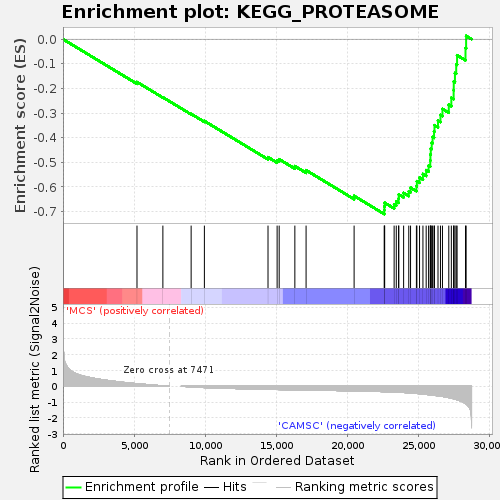 Enrichment plot: KEGG_PROTEASOME
Enrichment score (ES)
0.0
-0.1
-0.2
-0.3
-0.4
-0.5
-0.6
-0.7
'MCS' (positively correlated)
Ranked list metric (Signal2Noise)
5
4
3
2
1
0
-1
-2
-3
Zero cross at 7471
'CAMSC' (negatively correlated)
0 5,000 10,000 15,000 20,000 25,000 30,000
Rank in Ordered Dataset
Enrichment profile Hits Ranking metric scores